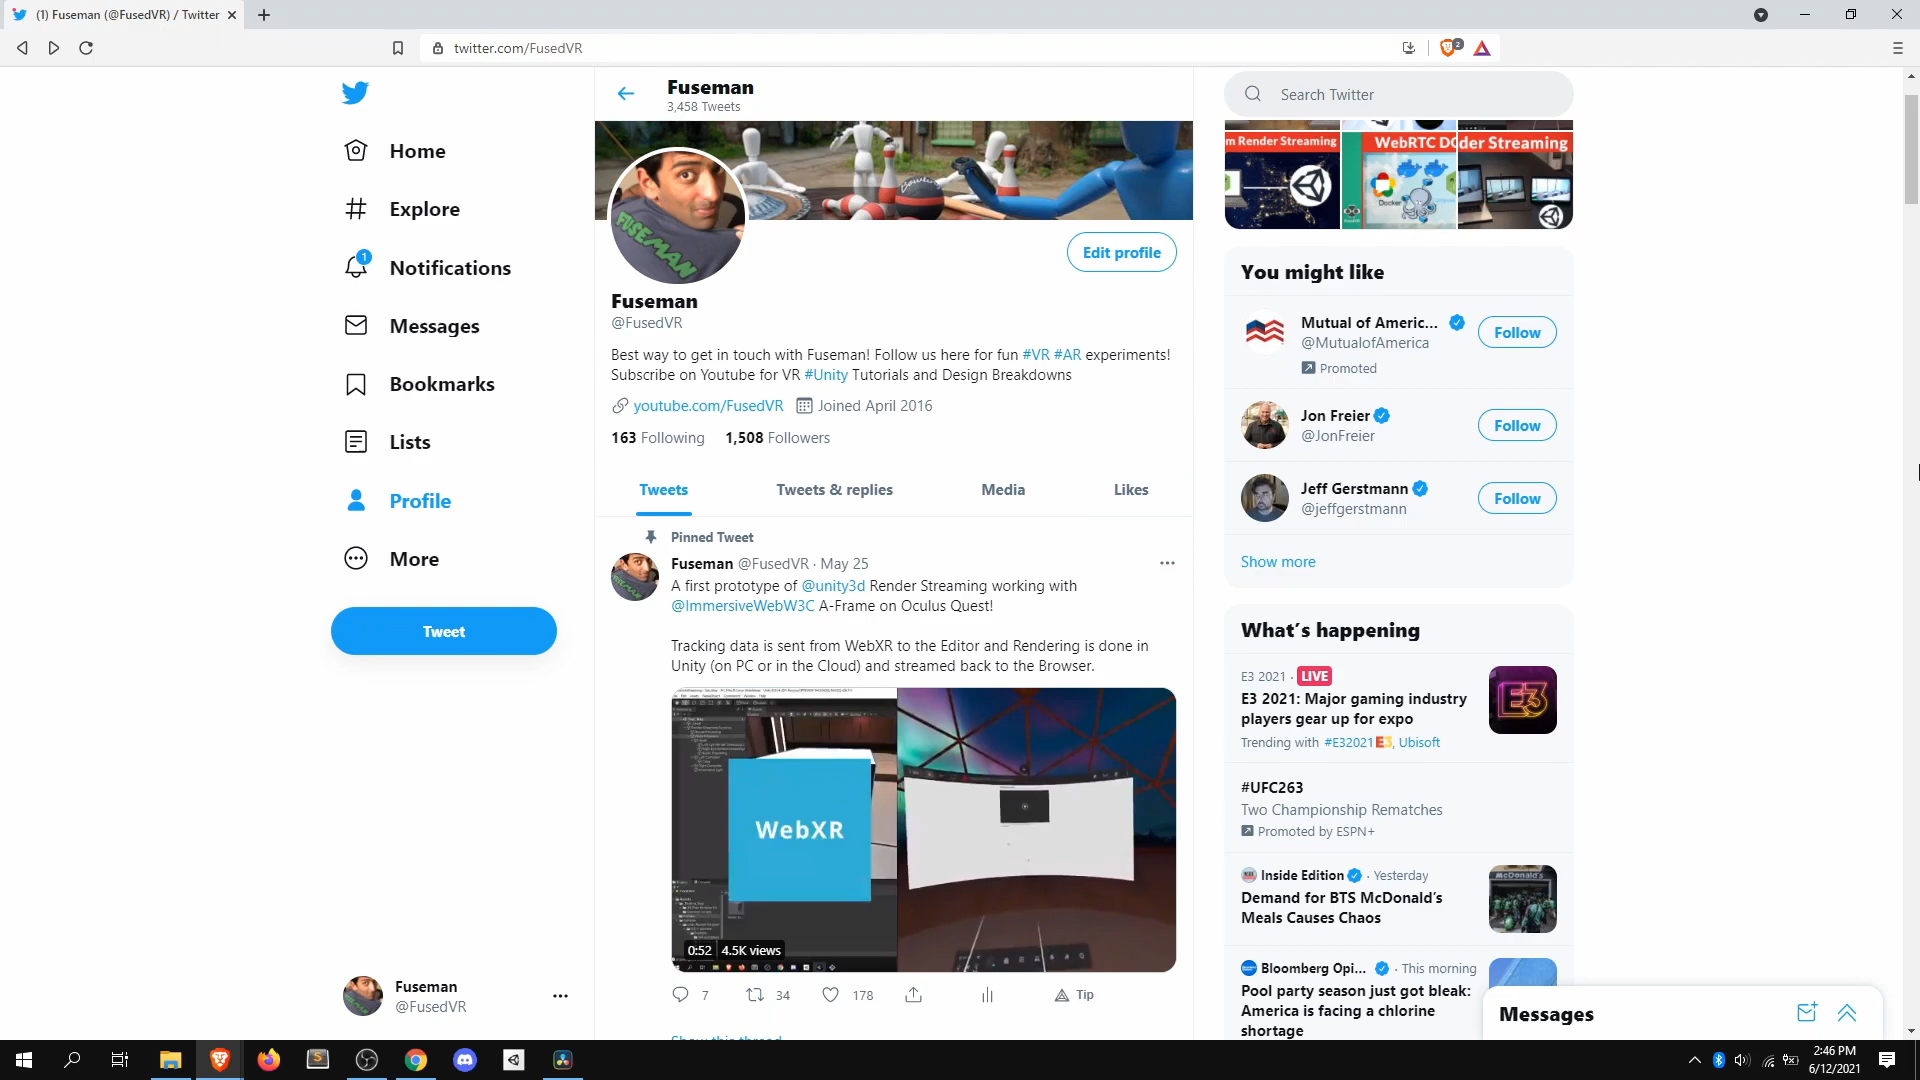 (1) Fuseman (@FusedVR) / Twitter
twitter.com/FusedVR
2
Home
Explore
1
Notifications
Messages
Bookmarks
Lists
Profile
More
Tweet
Fuseman
@FusedVR
Fuseman
3,458 Tweets
FUSEMAN
Edit profile
Fuseman
@FusedVR
Best way to get in touch with Fuseman! Follow us here for fun #VR #AR experiments!
Subscribe on Youtube for VR #Unity Tutorials and Design Breakdowns
youtube.com/FusedVR Joined April 2016
163 Following 1,508 Followers
Tweets Tweets & replies Media Likes
Pinned Tweet
Fuseman @FusedVR · May 25
A first prototype of @unity3d Render Streaming working with
@ImmersiveWebW3C A-Frame on Oculus Quest!
Tracking data is sent from WebXR to the Editor and Rendering is done in
Unity (on PC or in the Cloud) and streamed back to the Browser.
WebXR
0:52 4.5K views
7 34 178 Tip
Show this thread
Search Twitter
m Render Streaming
WebRTC DO
der Streaming
Docker
You might like
Mutual of Americ...
@MutualofAmerica
Promoted
Follow
Jon Freier
@JonFreier
Follow
Jeff Gerstmann
@jeffgerstmann
Follow
Show more
What's happening
E3 2021 · LIVE
E3 2021: Major gaming industry
players gear up for expo
Trending with #E32021 E3, Ubisoft
E3
#UFC263
Two Championship Rematches
Promoted by ESPN+
Inside Edition · Yesterday
Demand for BTS McDonald's
Meals Causes Chaos
McDonald's
Bloomberg Opi... · This morning
Pool party season just got bleak:
America is facing a chlorine
shortage
Messages
2:46 PM
6/12/2021